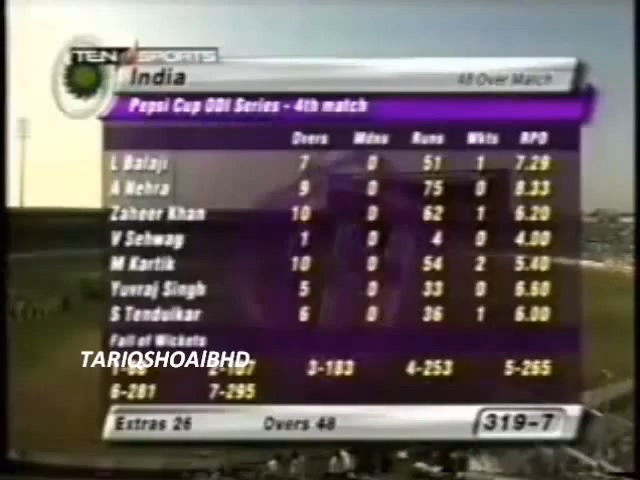 TEN SPORTS
India 48 Over Match
Pepsi Cup ODI Series - 4th match
Overs Mdns Runs Wkts RPO
L Balaji 7 0 51 1 7.29
A Nehra 9 0 75 0 8.33
Zaheer Khan 10 0 62 1 6.20
V Sehwag 1 0 4 0 4.00
M Kartik 10 0 54 2 5.40
Yuvraj Singh 5 0 33 0 6.60
S Tendulkar 6 0 36 1 6.00
Fall of Wickets
TARIQSHOAIBHD
3-183 4-253 5-265
6-281 7-295
Extras 26 Overs 48 319-7